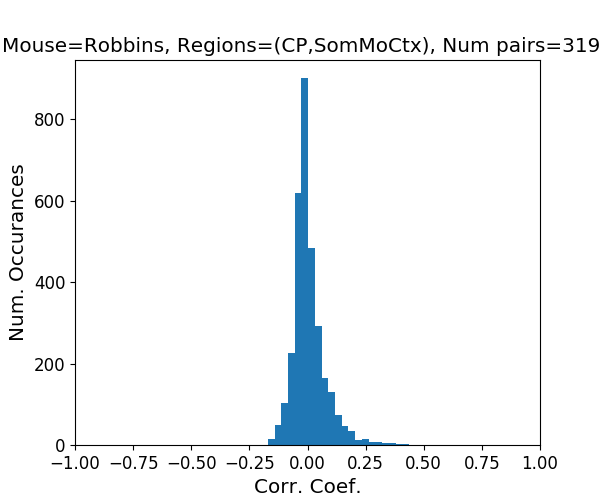 Mouse=Robbins, Regions=(CP,SomMoCtx), Num pairs=319
Num. Occurances
800
600
400
200
0
−1.00 −0.75 −0.50 −0.25 0.00 0.25 0.50 0.75 1.00
Corr. Coef.